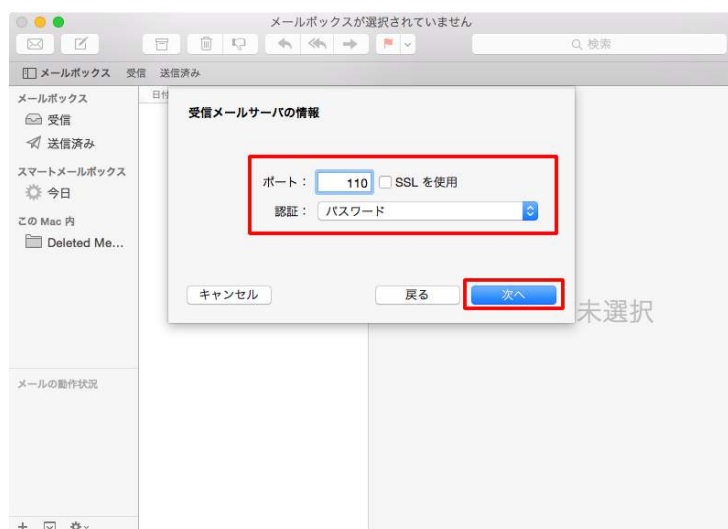 メールボックスが選択されていません
検索
メールボックス 受信 送信済み
メールボックス
受信
送信済み
スマートメールボックス
今日
この Mac 内
Deleted Me...
メールの動作状況
受信メールサーバの情報
ポート： 110 SSL を使用
認証： パスワード
キャンセル 戻る 次へ
未選択